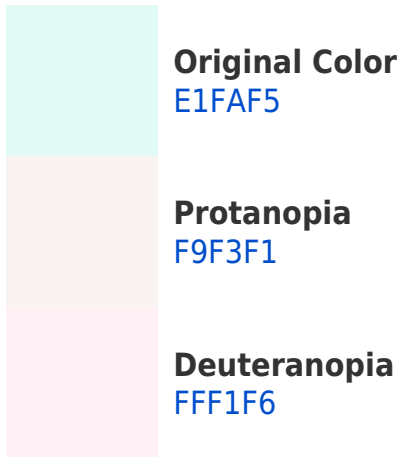 Original Color
E1FAF5
Protanopia
F9F3F1
Deuteranopia
FFF1F6